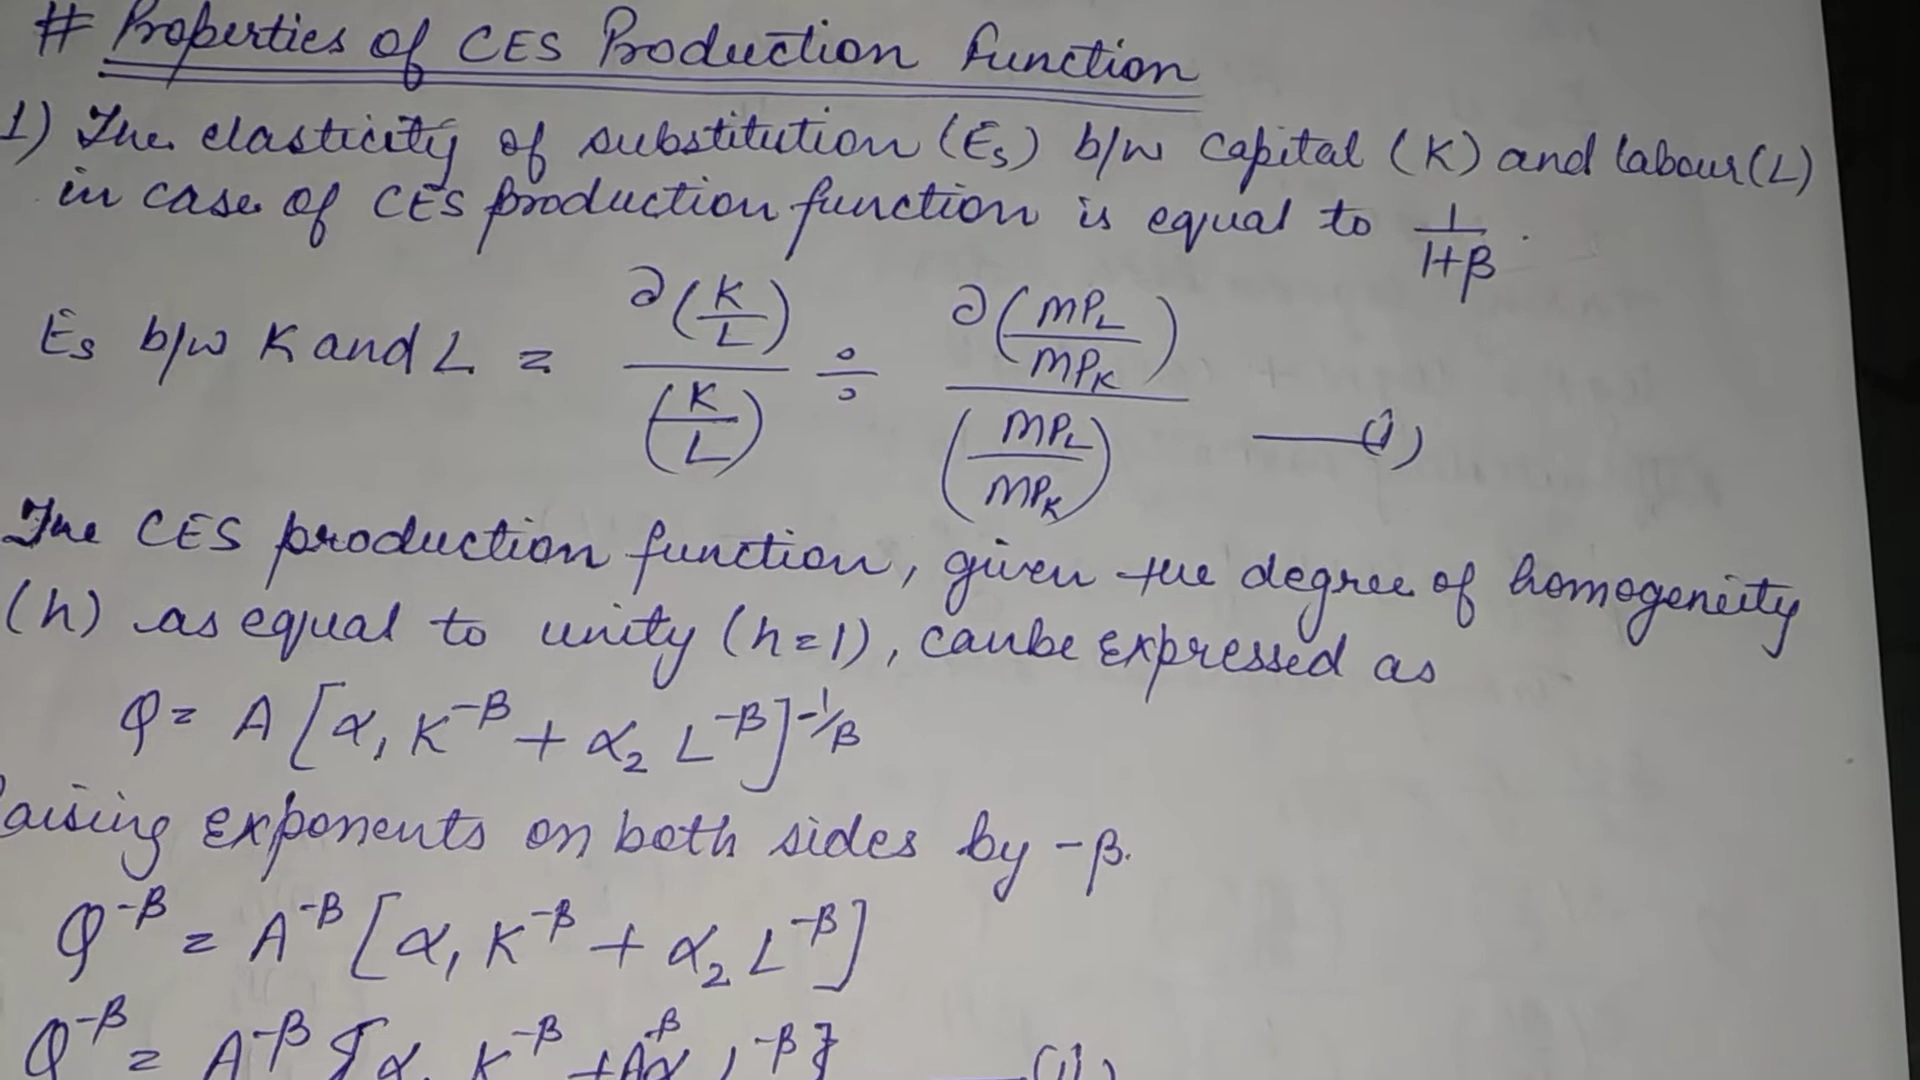 # Properties of CES Production Function
1) The elasticity of substitution (Es) b/w capital (K) and labour (L)
in case of CES production function is equal to 1/(1+β).
Es b/w K and L = ∂(K/L)/(K/L) ÷ ∂(MPL/MPK)/(MPL/MPK) —(i)
The CES production function, given the degree of homogeneity
(h) as equal to unity (h=1), can be expressed as
Q = A [α₁ K^-β + α₂ L^-β]^-1/β
Raising exponents on both sides by -β.
Q^-β = A^-β [α₁ K^-β + α₂ L^-β]
Q^-β = A^-β α K^-β + A^-β α L^-β —(ii)